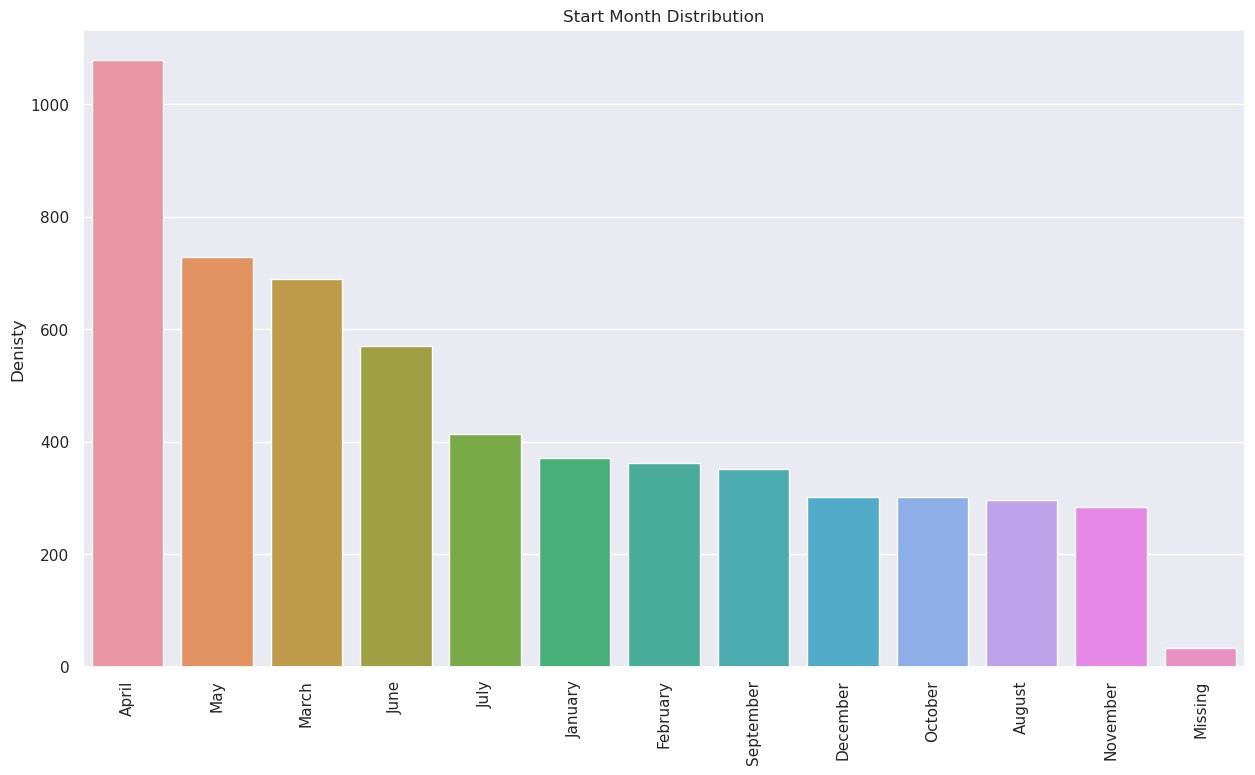 Start Month Distribution
1000
800
600
400
200
0
Denisty
April
May
March
June
July
January
February
September
December
October
August
November
Missing